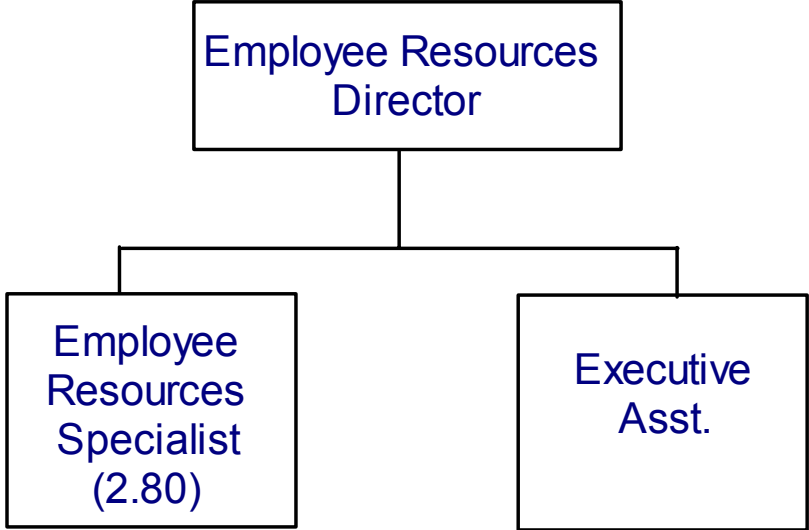 Employee Resources
Director
Employee
Resources
Specialist
(2.80)
Executive
Asst.